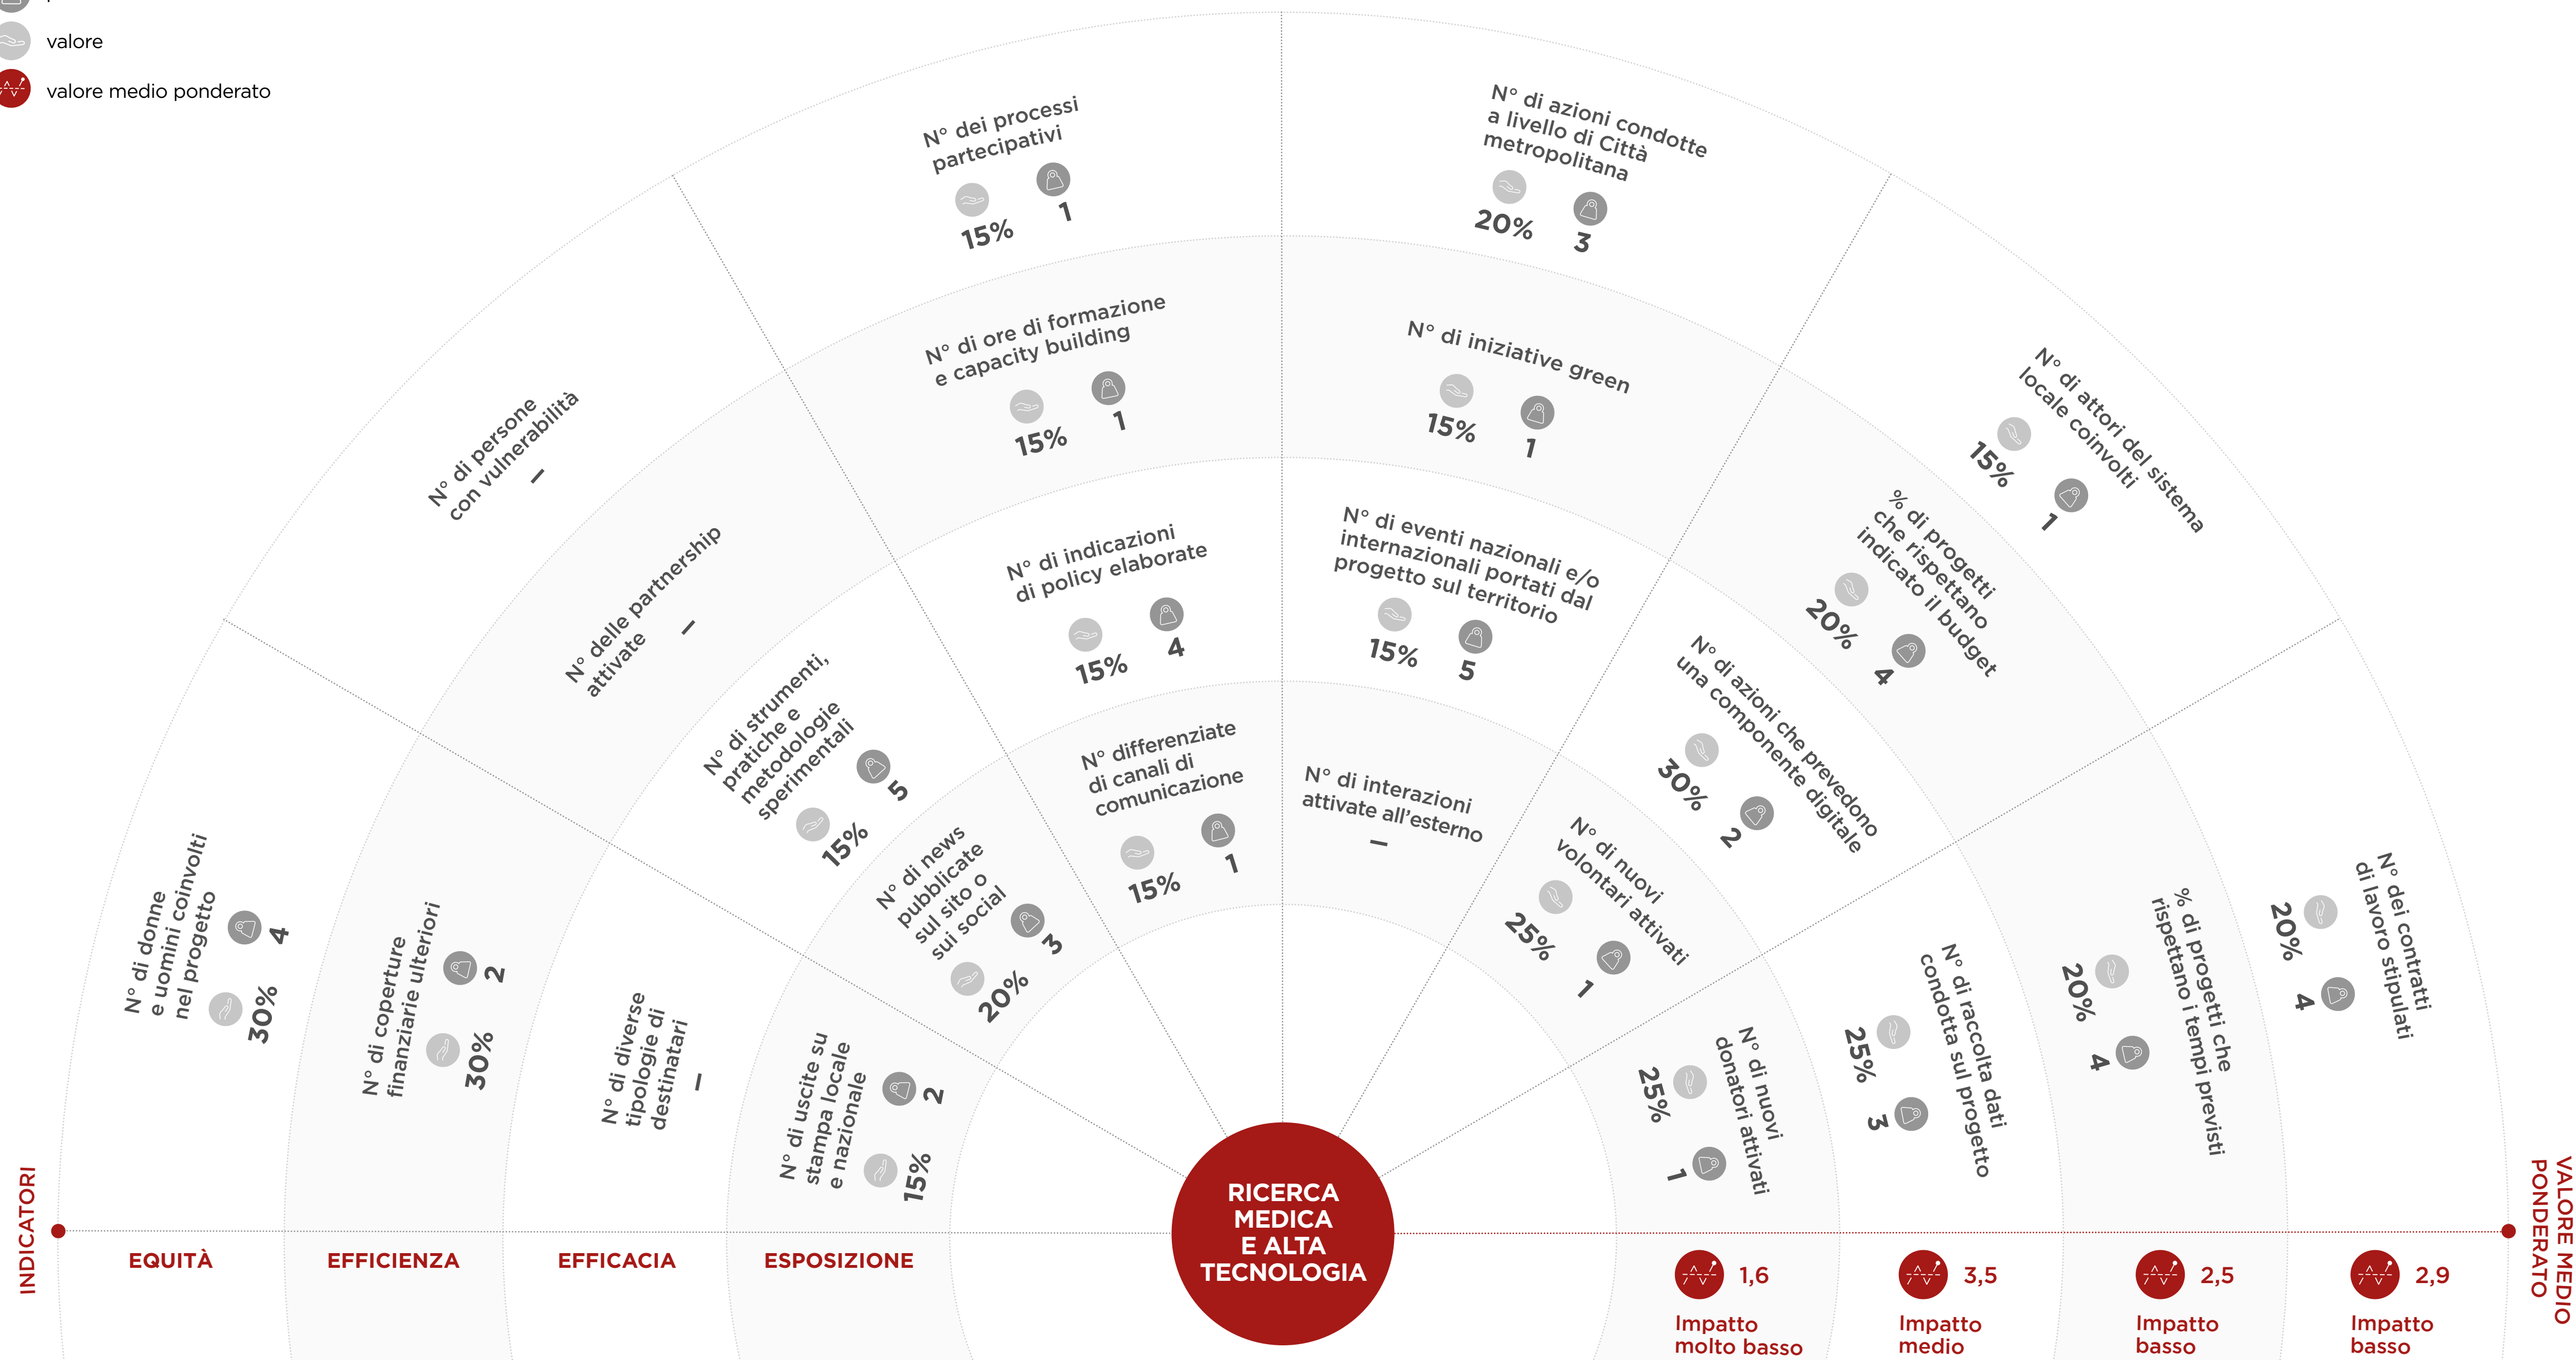 valore
valore medio ponderato
N° di donne
e uomini coinvolti
nel progetto
30%
4
N° di persone
con vulnerabilità
–
N° dei processi
partecipativi
15%
1
N° di azioni condotte
a livello di Città
metropolitana
20%
3
N° di attori del sistema
locale coinvolti
15%
1
N° dei contratti
di lavoro stipulati
20%
4
N° di coperture
finanziarie ulteriori
30%
2
N° delle partnership
attivate
–
N° di ore di formazione
e capacity building
15%
1
N° di iniziative green
15%
1
% di progetti
che rispettano
indicato il budget
20%
4
% di progetti che
rispettano i tempi previsti
20%
4
N° di diverse
tipologie di
destinatari
–
N° di strumenti,
pratiche e
metodologie
sperimentali
15%
5
N° di indicazioni
di policy elaborate
15%
4
N° di eventi nazionali e/o
internazionali portati dal
progetto sul territorio
15%
5
N° di azioni che prevedono
una componente digitale
30%
2
N° di raccolta dati
condotta sul progetto
25%
3
N° di uscite su
stampa locale
e nazionale
15%
2
N° di news
pubblicate
sul sito o
sui social
20%
3
N° differenziate
di canali di
comunicazione
15%
1
N° di interazioni
attivate all’esterno
–
N° di nuovi
volontari attivati
25%
1
N° di nuovi
donatori attivati
25%
1
RICERCA
MEDICA
E ALTA
TECNOLOGIA
INDICATORI
EQUITÀ
EFFICIENZA
EFFICACIA
ESPOSIZIONE
1,6
Impatto
molto basso
3,5
Impatto
medio
2,5
Impatto
basso
2,9
Impatto
basso
VALORE MEDIO
PONDERATO